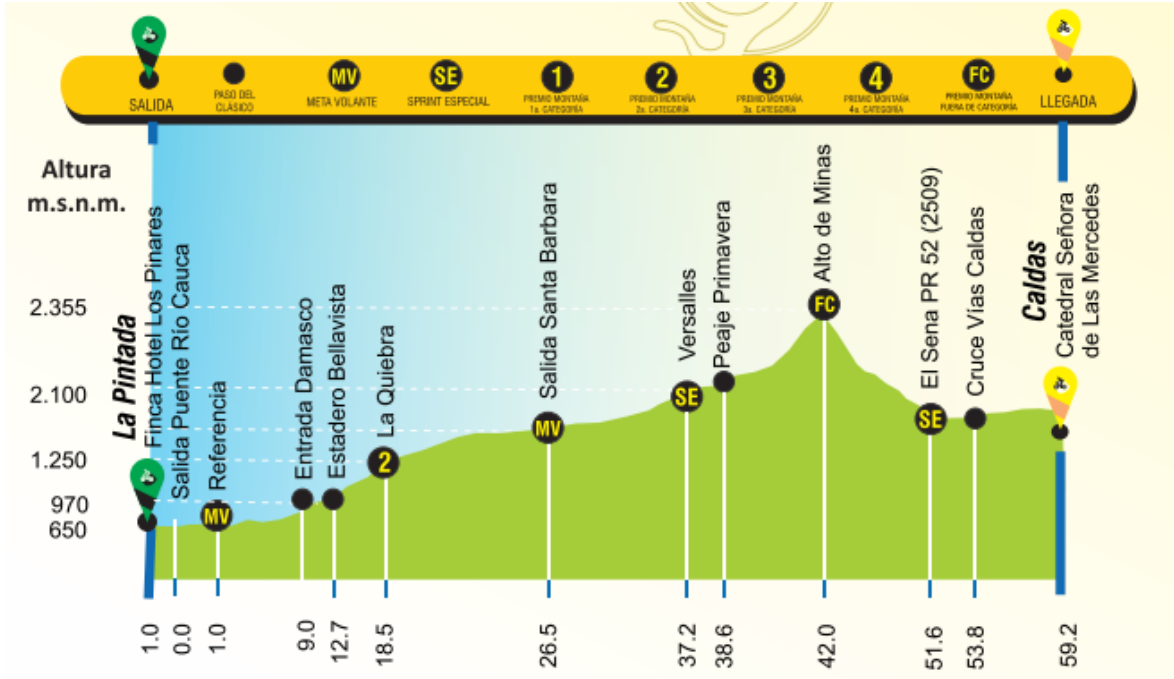 SALIDA
PASO DEL
CLÁSICO
MV
META VOLANTE
SE
SPRINT ESPECIAL
1
PREMIO MONTAÑA
1a. CATEGORÍA
2
PREMIO MONTAÑA
2a. CATEGORÍA
3
PREMIO MONTAÑA
3a. CATEGORÍA
4
PREMIO MONTAÑA
4a. CATEGORÍA
FC
PREMIO MONTAÑA
FUERA DE CATEGORÍA
LLEGADA
Altura
m.s.n.m.
2.355
2.100
1.250
970
650
La Pintada
Finca Hotel Los Pinares
Salida Puente Río Cauca
Referencia
MV
Entrada Damasco
Estadero Bellavista
La Quiebra
2
Salida Santa Barbara
MV
Versalles
SE
Peaje Primavera
Alto de Minas
FC
El Sena PR 52 (2509)
SE
Cruce Vias Caldas
Caldas
Catedral Señora
de Las Mercedes
1.0
0.0
1.0
9.0
12.7
18.5
26.5
37.2
38.6
42.0
51.6
53.8
59.2